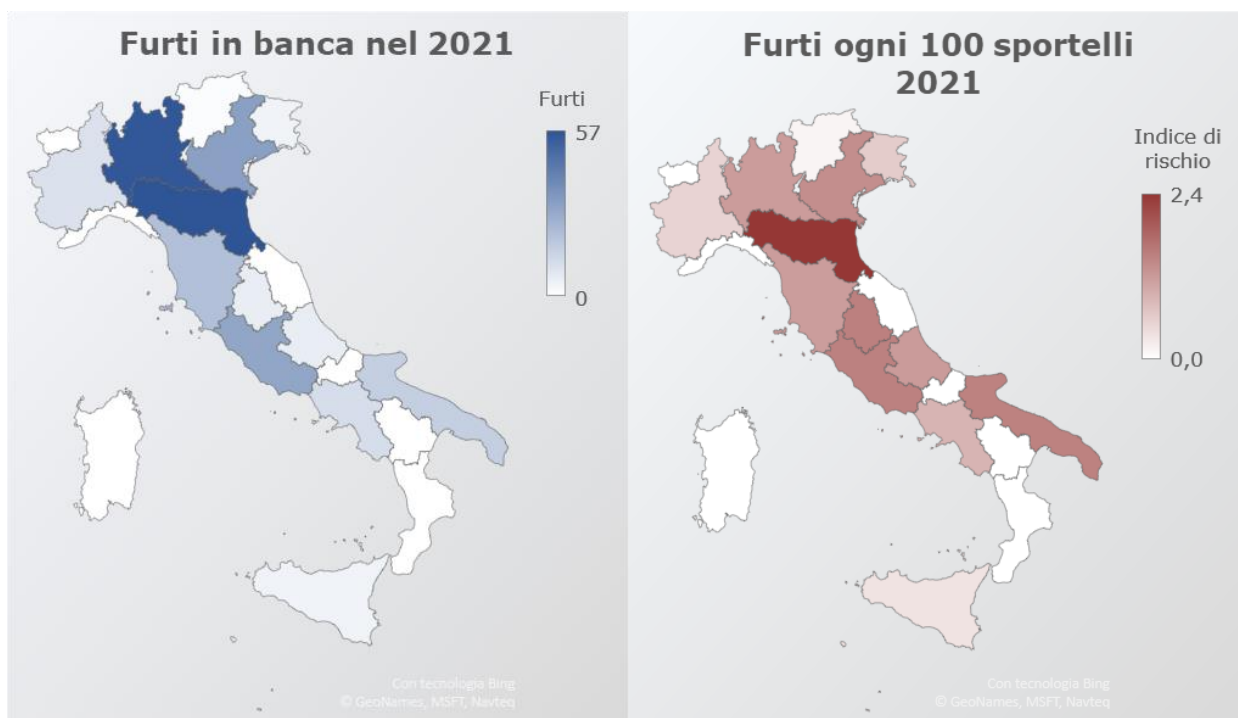 Furti in banca nel 2021
Furti
57
0
Con tecnologia Bing
© GeoNames, MSFT, Navteq
Furti ogni 100 sportelli
2021
Indice di
rischio
2,4
0,0
Con tecnologia Bing
© GeoNames, MSFT, Navteq